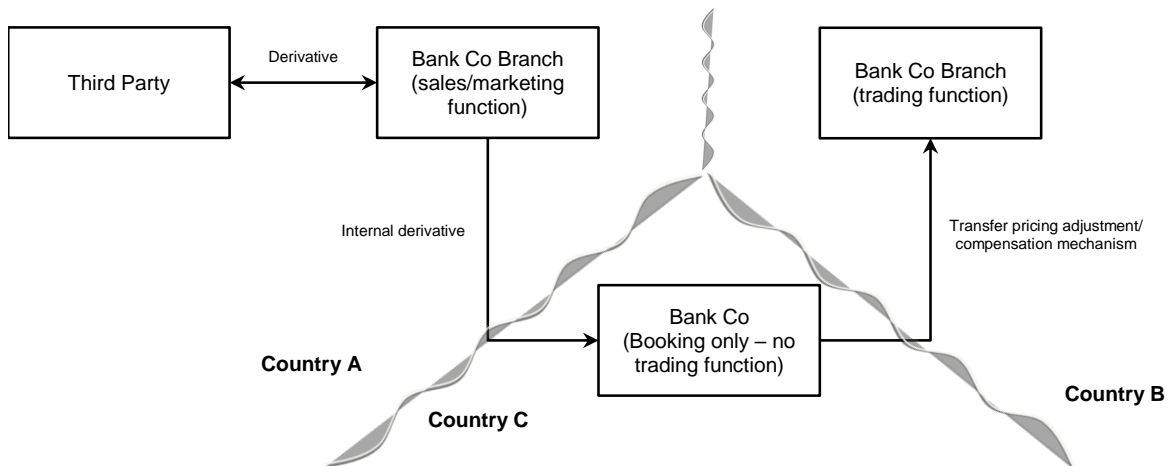 Third Party
Derivative
Bank Co Branch
(sales/marketing
function)
Bank Co Branch
(trading function)
Internal derivative
Transfer pricing adjustment/
compensation mechanism
Bank Co
(Booking only – no
trading function)
Country A
Country C
Country B